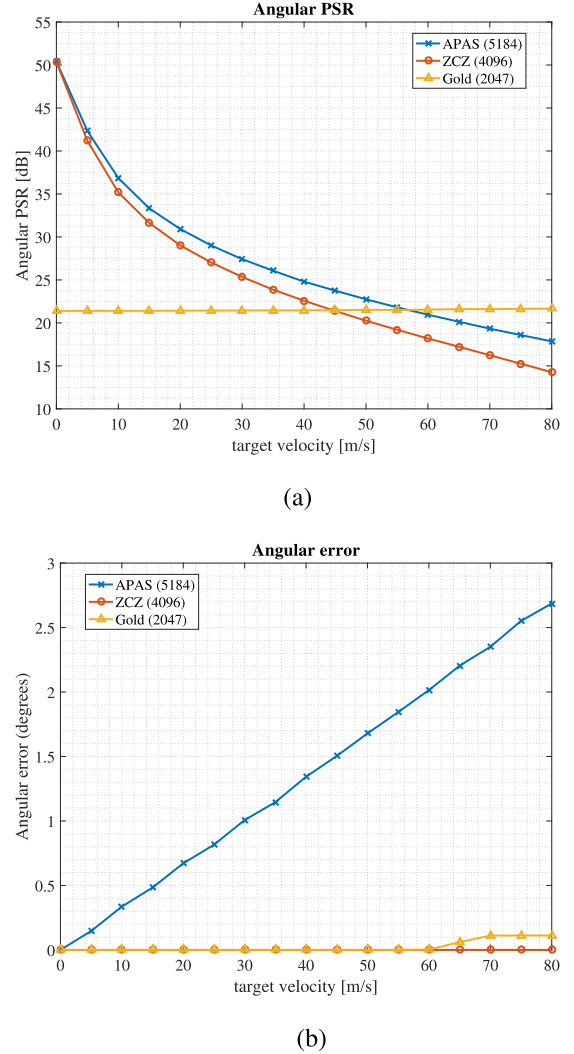 Angular PSR
55
50
45
40
35
30
25
20
15
10
Angular PSR [dB]
APAS (5184)
ZCZ (4096)
Gold (2047)
0 10 20 30 40 50 60 70 80
target velocity [m/s]
(a)
Angular error
3
2.5
2
1.5
1
0.5
0
Angular error (degrees)
APAS (5184)
ZCZ (4096)
Gold (2047)
0 10 20 30 40 50 60 70 80
target velocity [m/s]
(b)